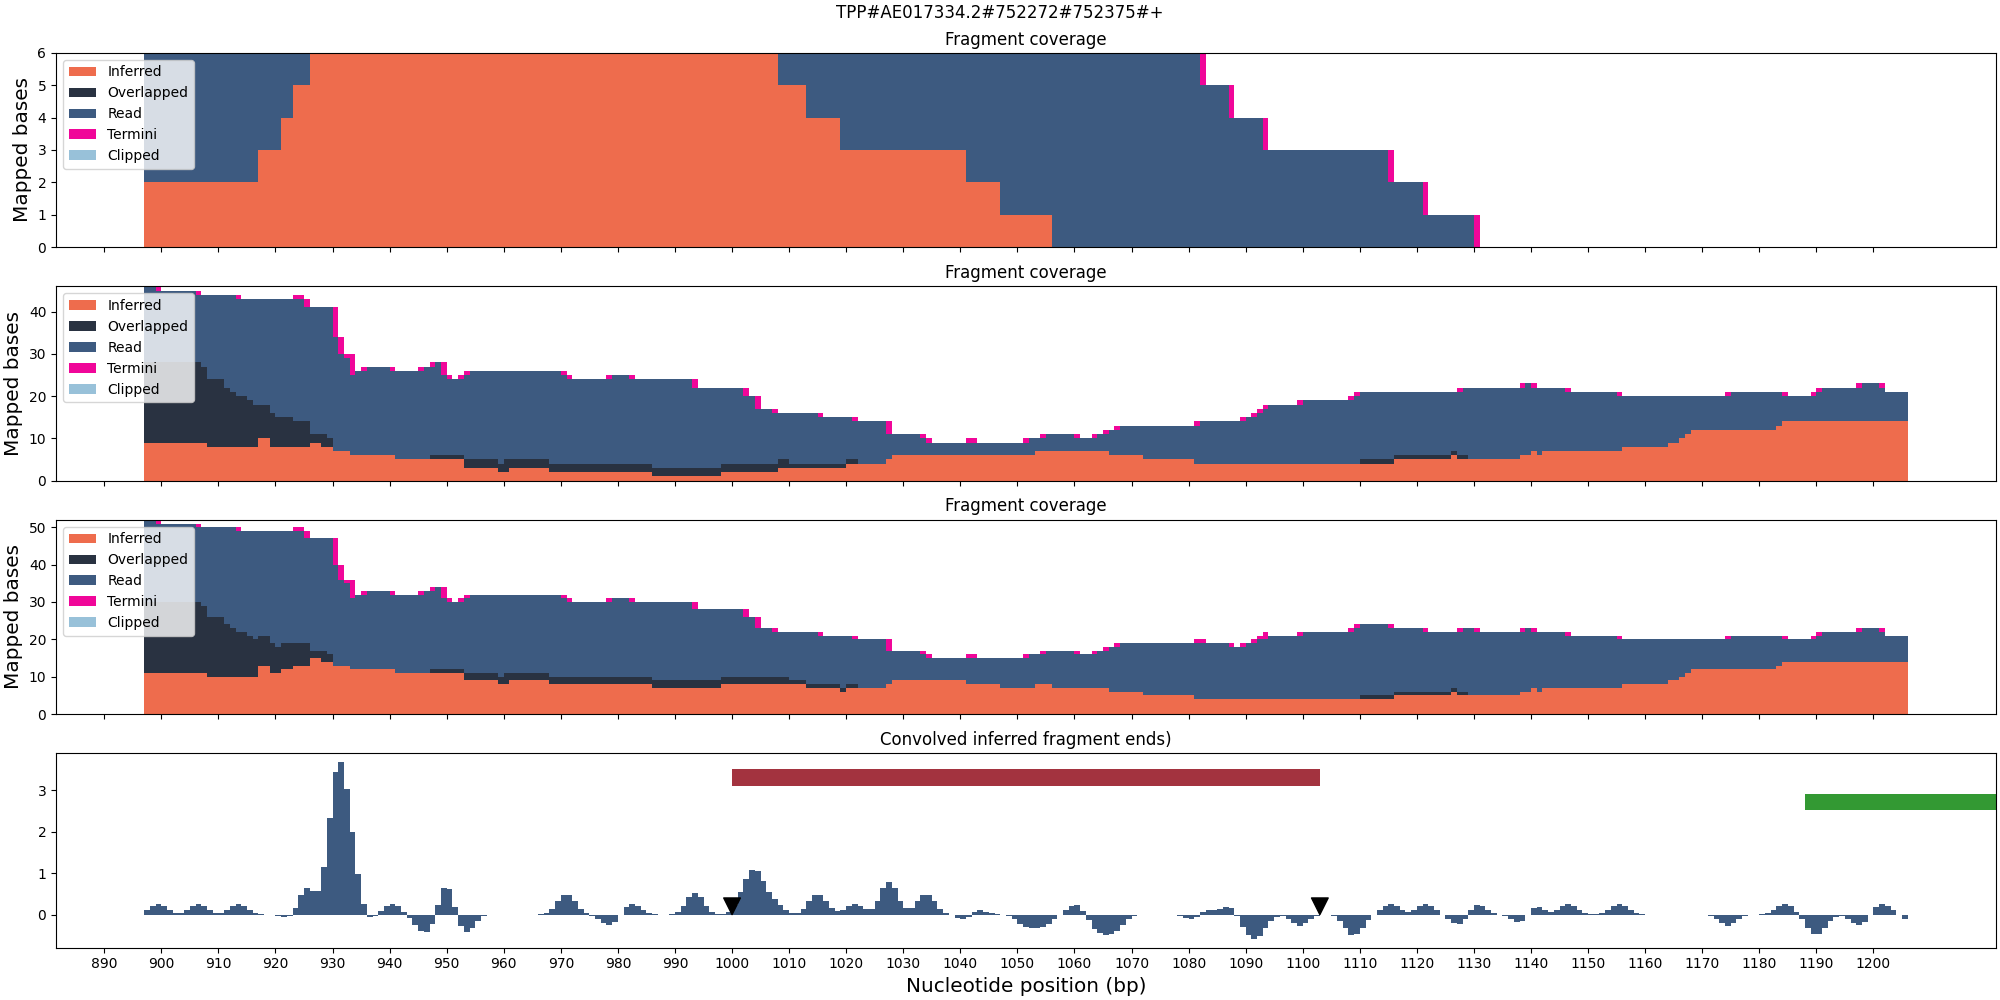 TPP#AE017334.2#752272#752375#+
Fragment coverage
Mapped bases
6
5
4
3
2
1
0
Inferred
Overlapped
Read
Termini
Clipped
Fragment coverage
Mapped bases
40
30
20
10
0
Inferred
Overlapped
Read
Termini
Clipped
Fragment coverage
Mapped bases
50
40
30
20
10
0
Inferred
Overlapped
Read
Termini
Clipped
Convolved inferred fragment ends)
3
2
1
0
890 900 910 920 930 940 950 960 970 980 990 1000 1010 1020 1030 1040 1050 1060 1070 1080 1090 1100 1110 1120 1130 1140 1150 1160 1170 1180 1190 1200
Nucleotide position (bp)